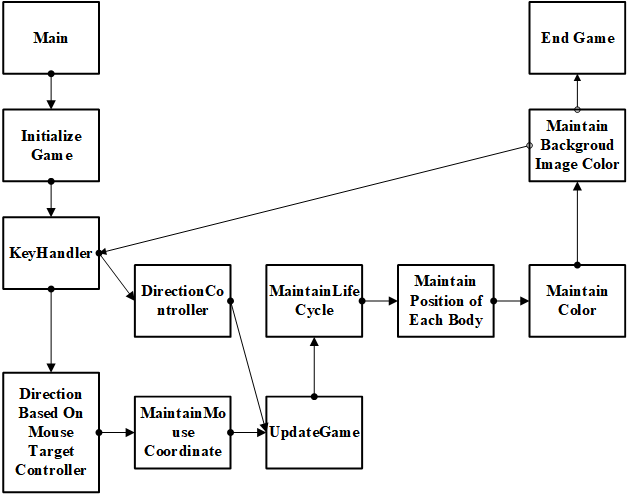 Main
End Game
Initialize
Game
Maintain
Backgroud
Image Color
KeyHandler
DirectionCo
ntroller
MaintainLife
Cycle
Maintain
Position of
Each Body
Maintain
Color
Direction
Based On
Mouse
Target
Controller
MaintainMo
use
Coordinate
UpdateGame